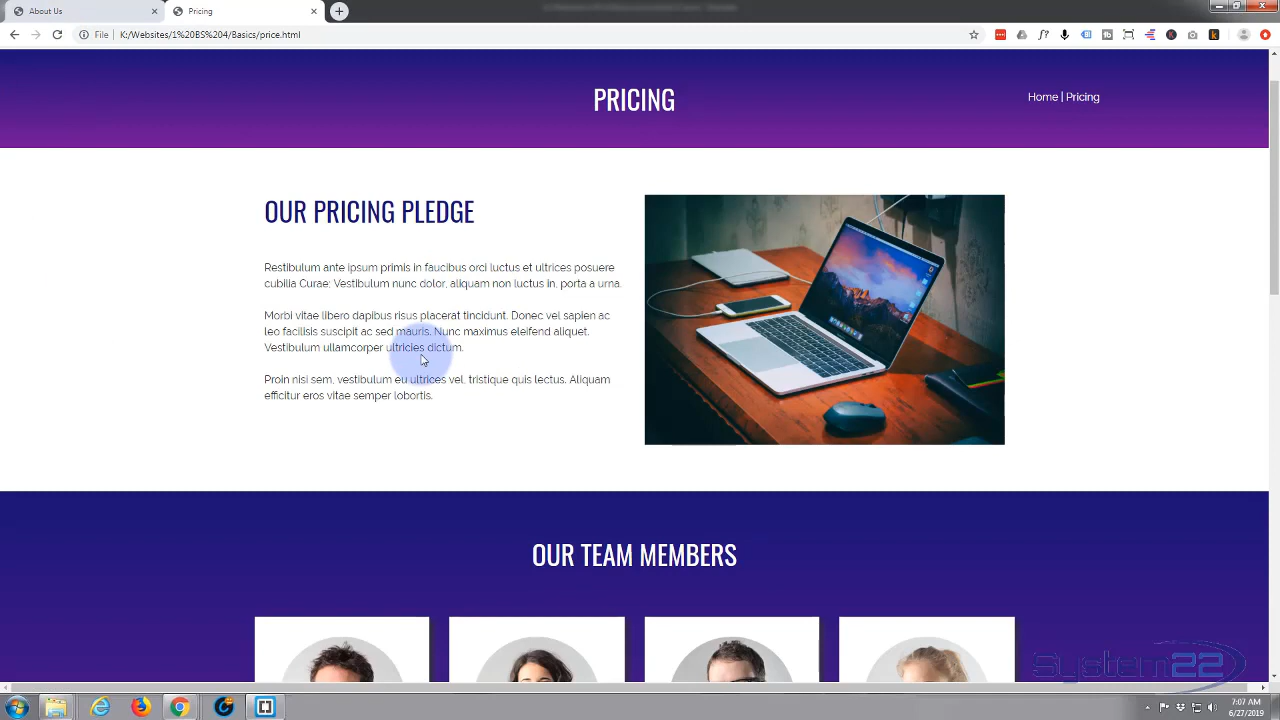 About Us
Pricing
File
K:/Websites/1%20BS%204/Basics/price.html
PRICING
Home | Pricing
OUR PRICING PLEDGE
Restibulum ante ipsum primis in faucibus orci luctus et ultrices posuere
cubilia Curae; Vestibulum nunc dolor, aliquam non luctus in, porta a urna.
Morbi vitae libero dapibus risus placerat tincidunt. Donec vel sapien ac
leo facilisis suscipit ac sed mauris. Nunc maximus eleifend aliquet.
Vestibulum ullamcorper ultricies dictum.
Proin nisi sem, vestibulum eu ultrices vel, tristique quis lectus. Aliquam
efficitur eros vitae semper lobortis.
OUR TEAM MEMBERS
System22
7:07 AM
6/27/2019